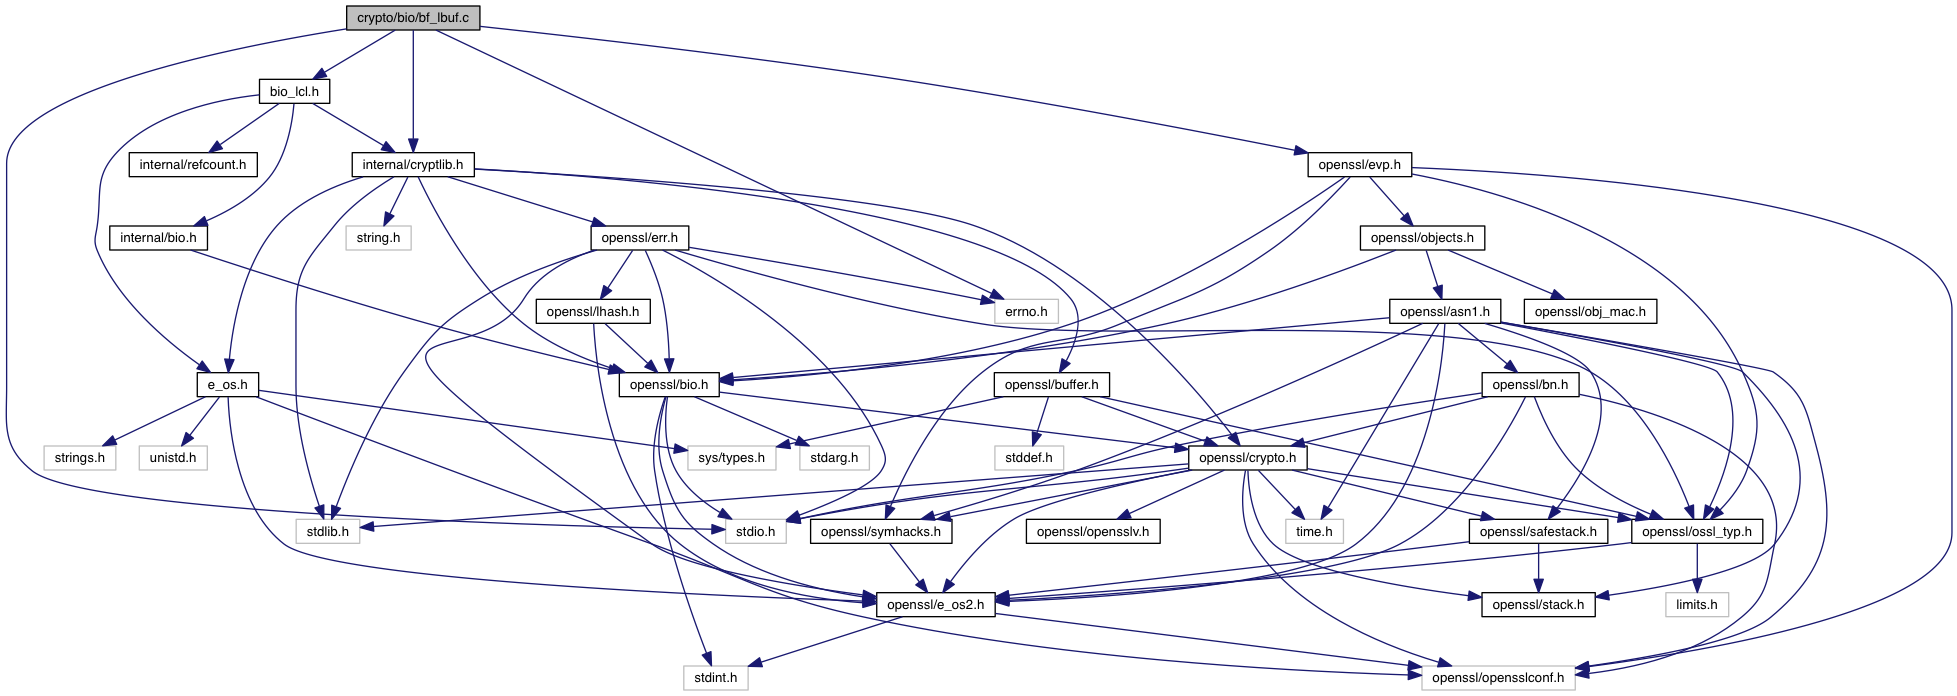 crypto/bio/bf_lbuf.c
bio_lcl.h
internal/refcount.h
internal/cryptlib.h
openssl/evp.h
internal/bio.h
string.h
openssl/err.h
openssl/objects.h
openssl/lhash.h
errno.h
openssl/asn1.h
openssl/obj_mac.h
e_os.h
openssl/bio.h
openssl/buffer.h
openssl/bn.h
strings.h
unistd.h
sys/types.h
stdarg.h
stddef.h
openssl/crypto.h
stdlib.h
stdio.h
openssl/symhacks.h
openssl/opensslv.h
time.h
openssl/safestack.h
openssl/ossl_typ.h
openssl/e_os2.h
openssl/stack.h
limits.h
stdint.h
openssl/opensslconf.h